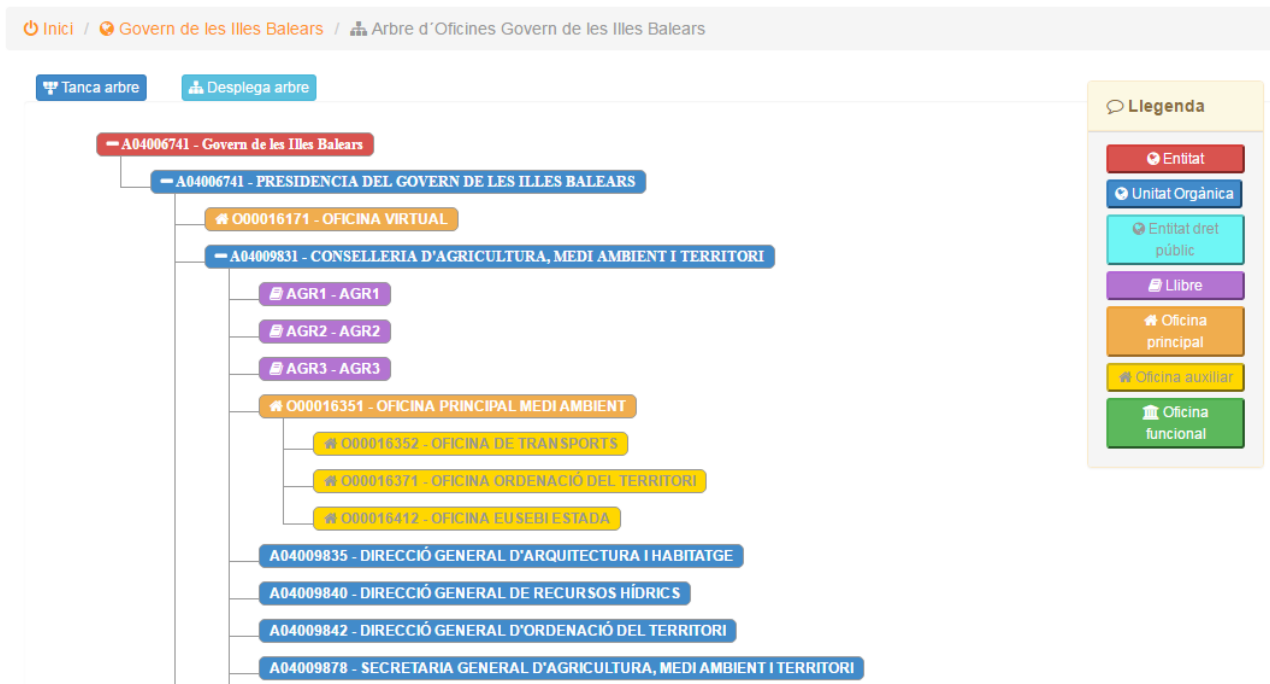 Inici / Govern de les Illes Balears / Arbre d´Oficines Govern de les Illes Balears
Tanca arbre
Desplega arbre
A04006741 - Govern de les Illes Balears
A04006741 - PRESIDENCIA DEL GOVERN DE LES ILLES BALEARS
O00016171 - OFICINA VIRTUAL
A04009831 - CONSELLERIA D'AGRICULTURA, MEDI AMBIENT I TERRITORI
AGR1 - AGR1
AGR2 - AGR2
AGR3 - AGR3
O00016351 - OFICINA PRINCIPAL MEDI AMBIENT
O00016352 - OFICINA DE TRANSPORTS
O00016371 - OFICINA ORDENACIÓ DEL TERRITORI
O00016412 - OFICINA EUSEBI ESTADA
A04009835 - DIRECCIÓ GENERAL D'ARQUITECTURA I HABITATGE
A04009840 - DIRECCIÓ GENERAL DE RECURSOS HÍDRICS
A04009842 - DIRECCIÓ GENERAL D'ORDENACIÓ DEL TERRITORI
A04009878 - SECRETARIA GENERAL D'AGRICULTURA, MEDI AMBIENT I TERRITORI
Llegenda
Entitat
Unitat Orgànica
Entitat dret
públic
Llibre
Oficina
principal
Oficina auxiliar
Oficina
funcional